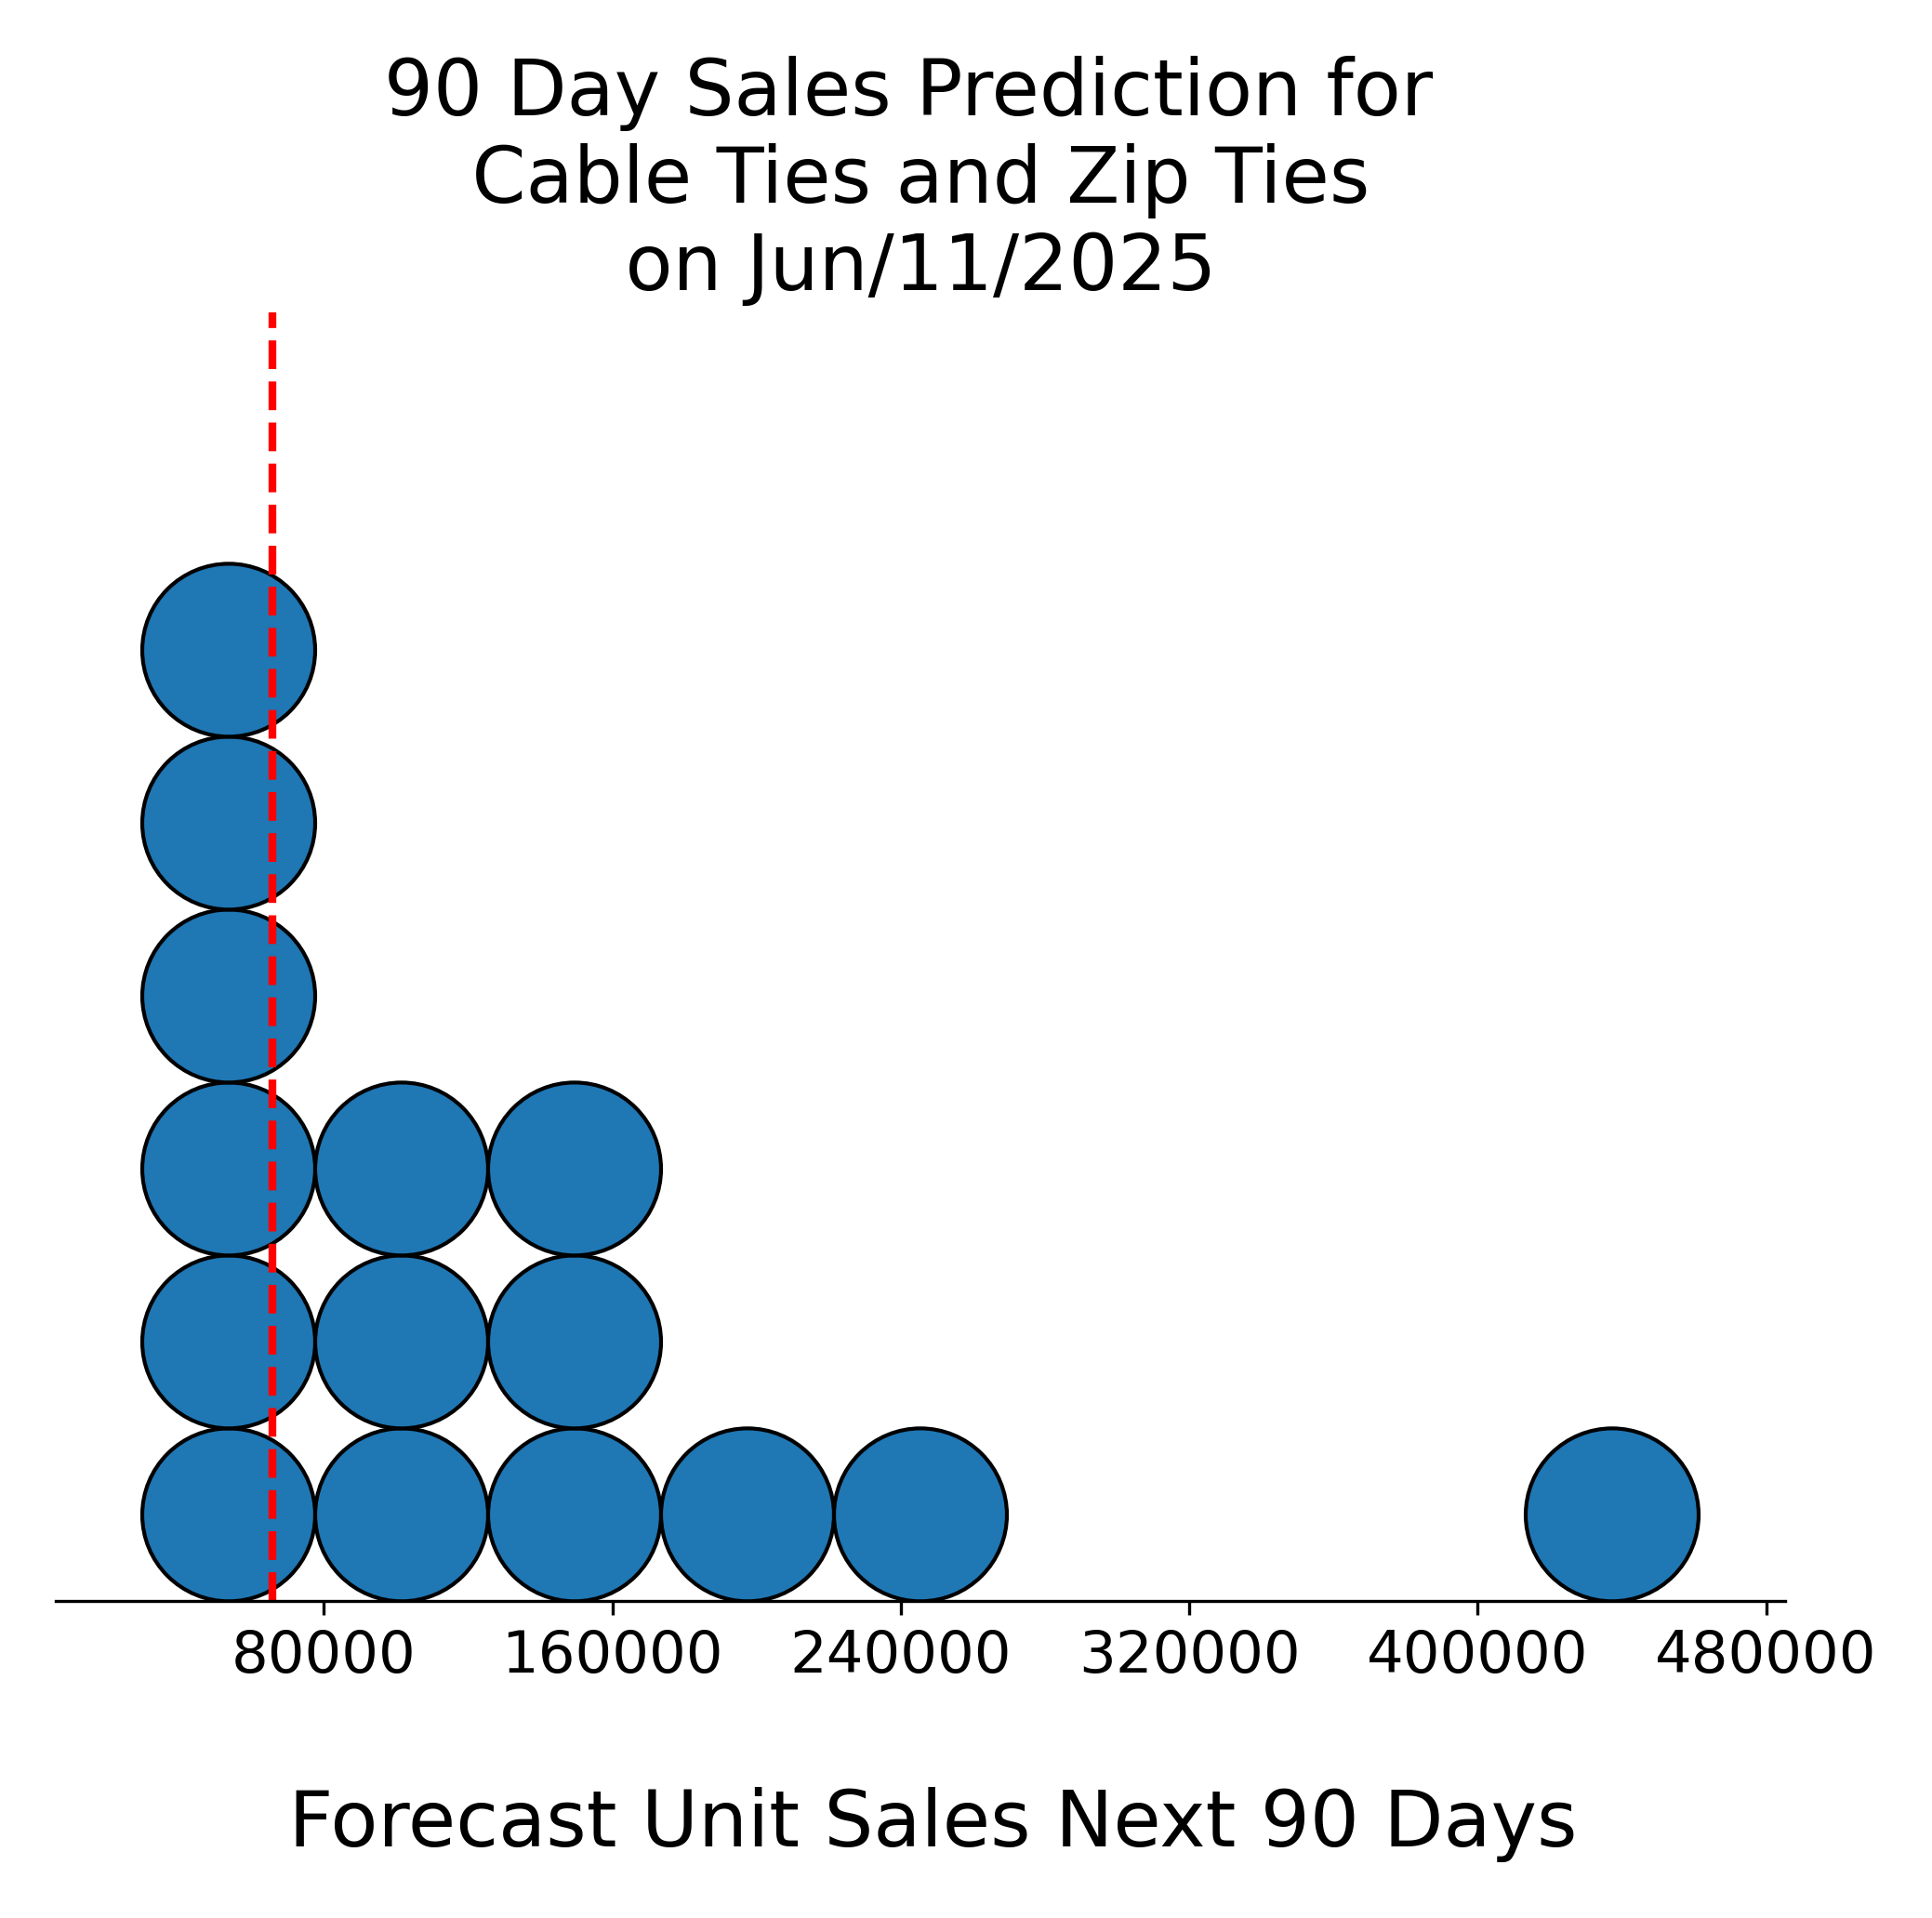 90 Day Sales Prediction for
Cable Ties and Zip Ties
on Jun/11/2025
80000 160000 240000 320000 400000 480000
Forecast Unit Sales Next 90 Days